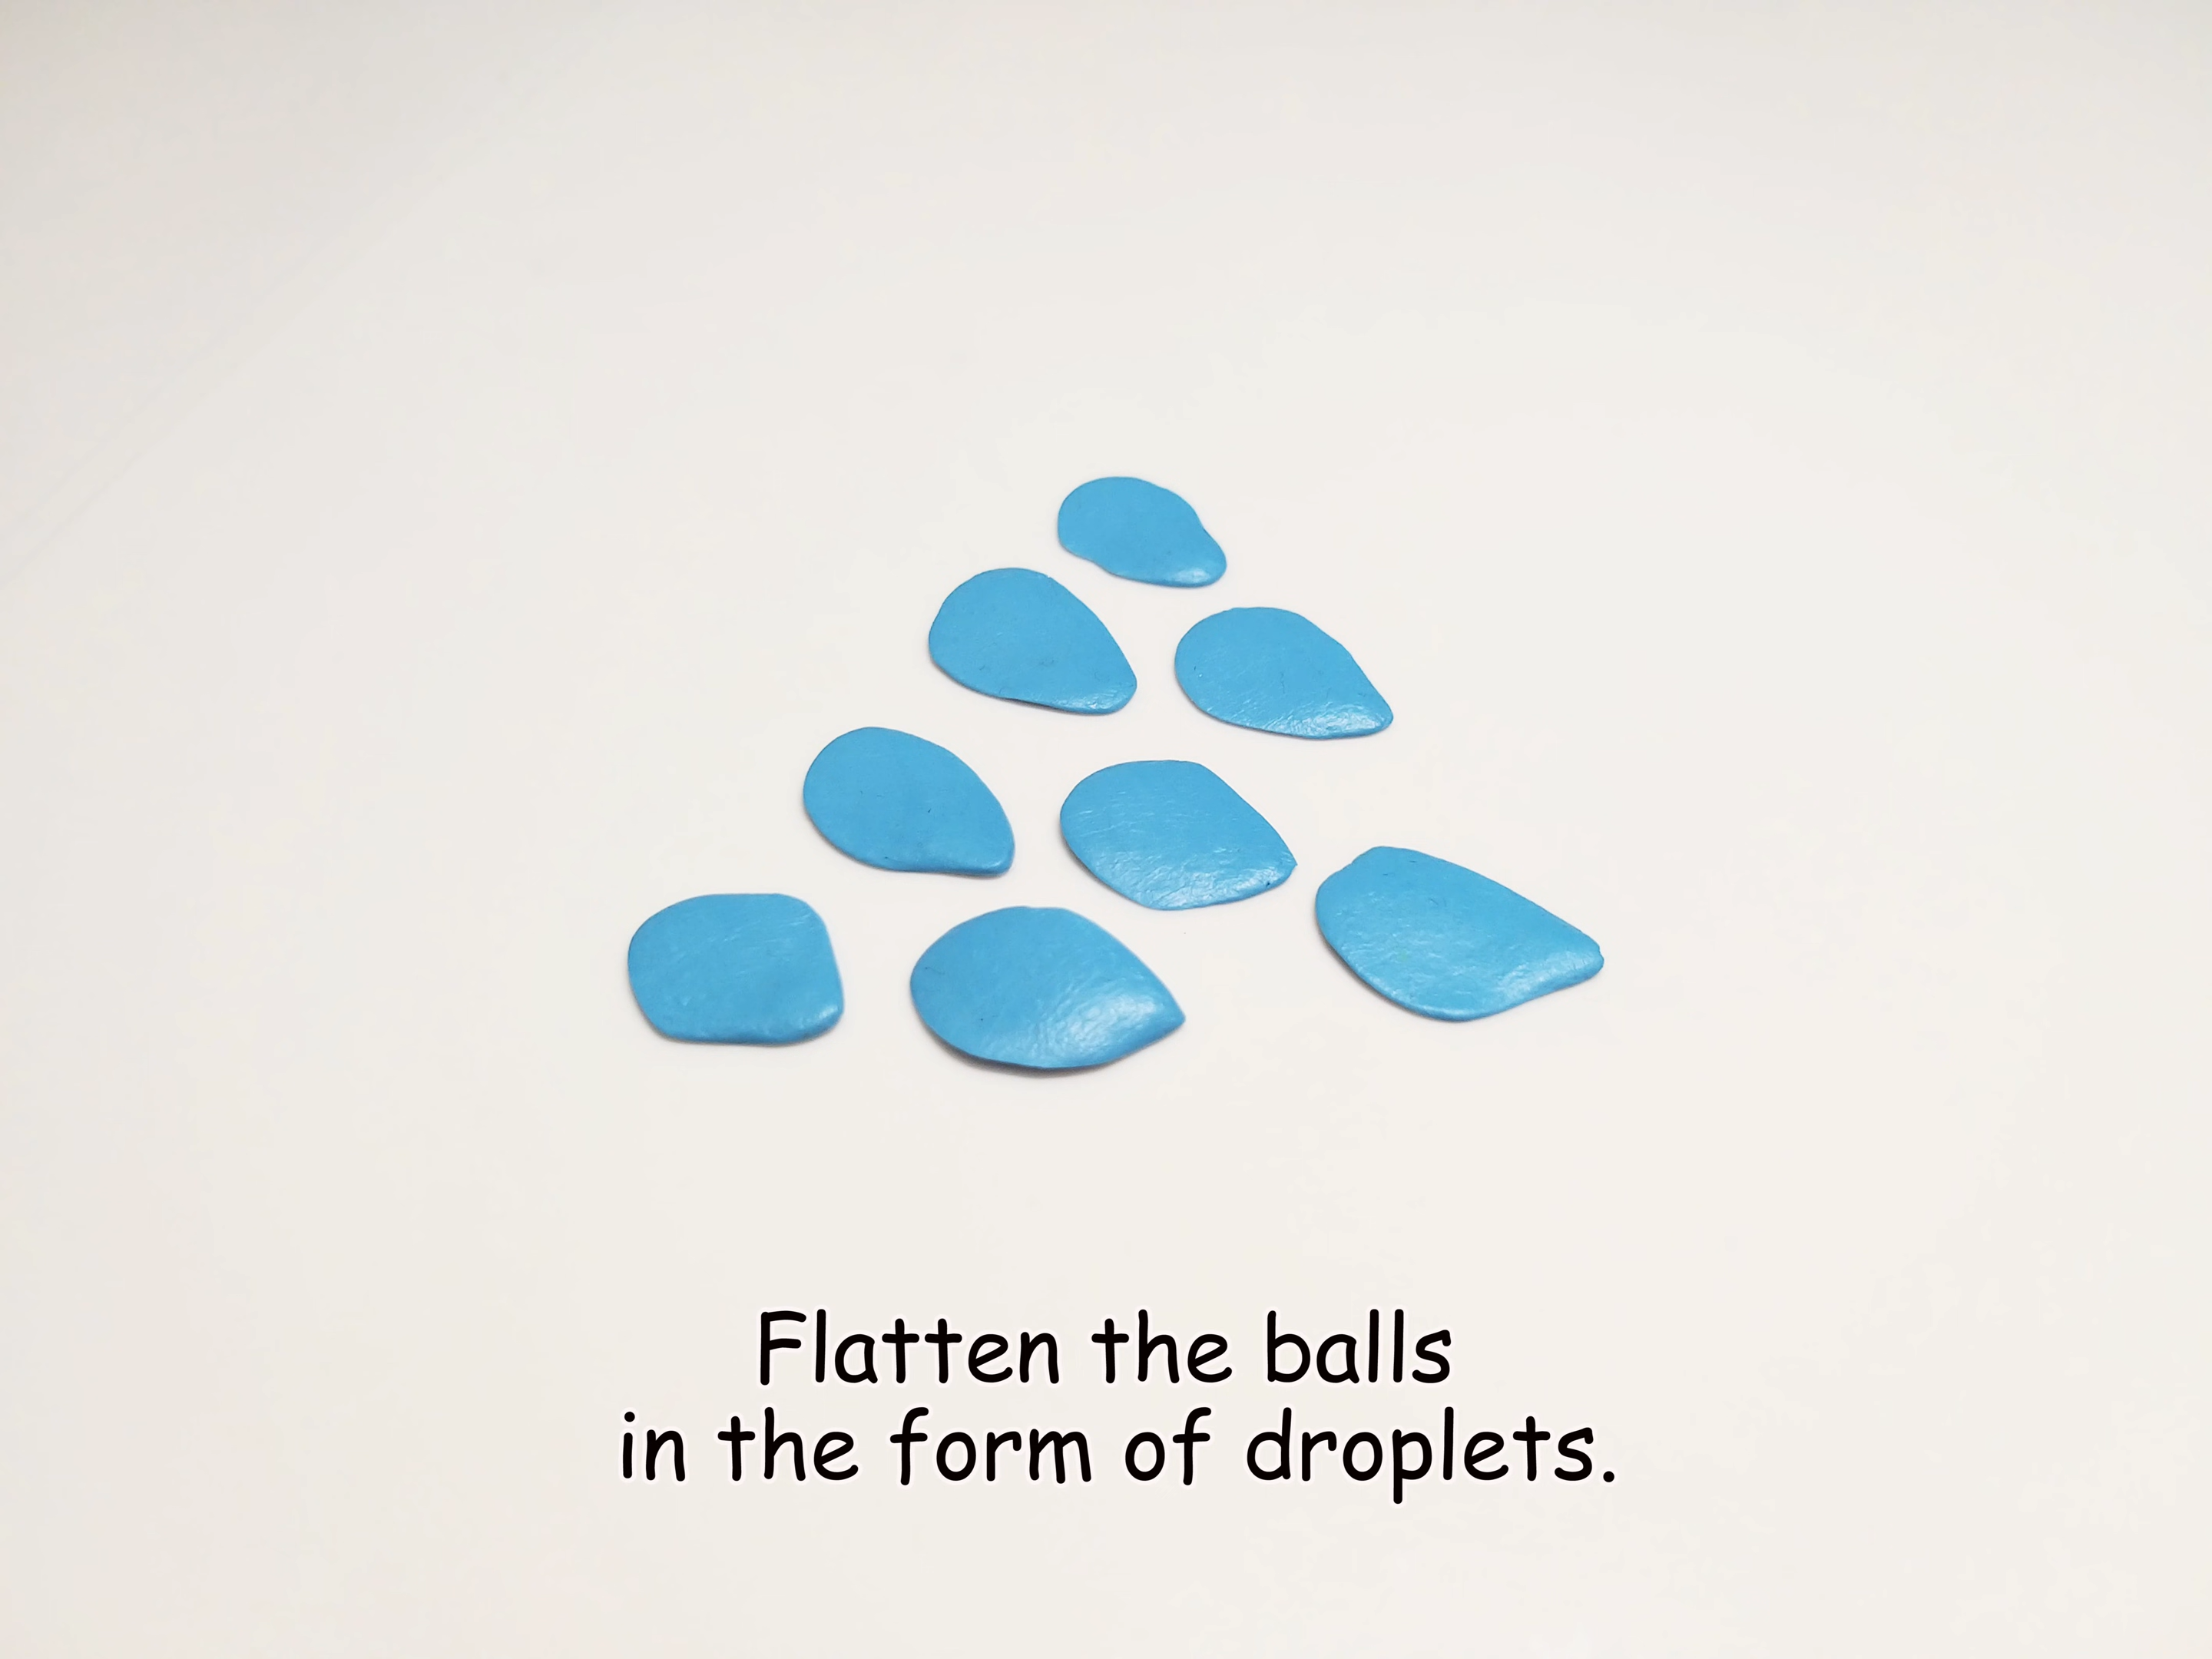 Flatten the balls
in the form of droplets.